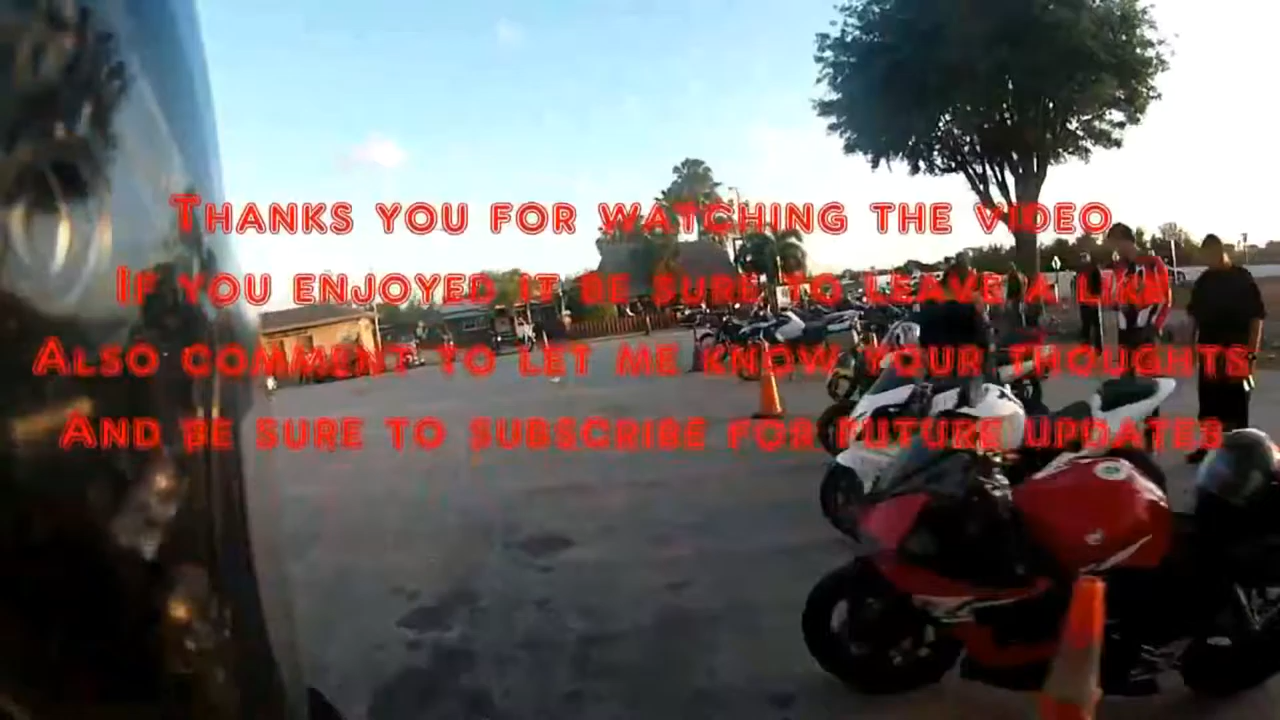 Thanks you for watching the video
If you enjoyed it be sure to leave a like
Also comment to let me know your thoughts
And be sure to subscribe for future updates